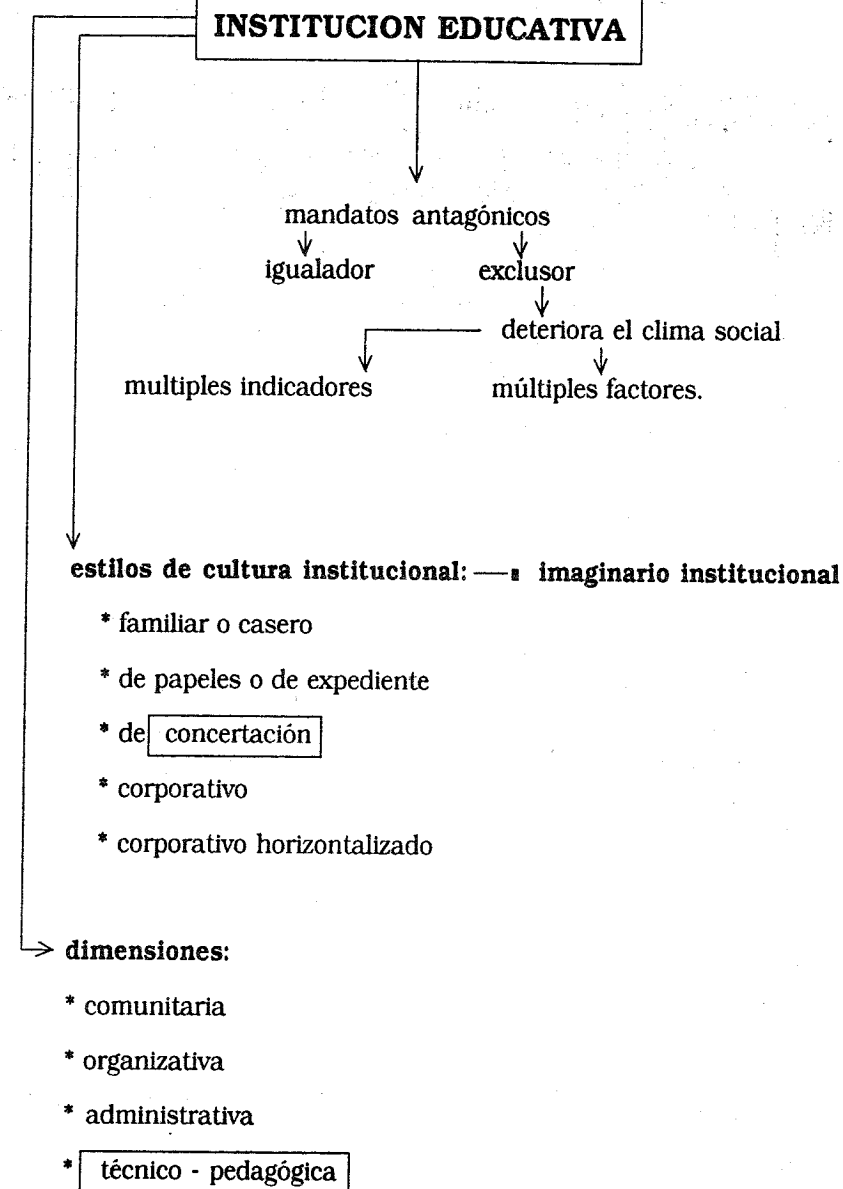 INSTITUCION EDUCATIVA
mandatos antagónicos
igualador exclusor
deteriora el clima social
multiples indicadores múltiples factores.
estilos de cultura institucional: imaginario institucional
* familiar o casero
* de papeles o de expediente
* de concertación
* corporativo
* corporativo horizontalizado
dimensiones:
* comunitaria
* organizativa
* administrativa
* técnico - pedagógica